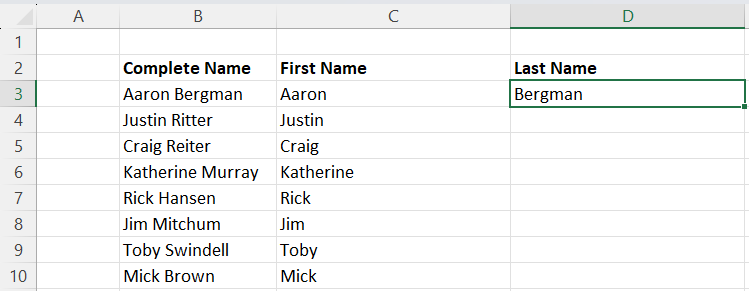 A B C D
1
2 Complete Name First Name Last Name
3 Aaron Bergman Aaron Bergman
4 Justin Ritter Justin
5 Craig Reiter Craig
6 Katherine Murray Katherine
7 Rick Hansen Rick
8 Jim Mitchum Jim
9 Toby Swindell Toby
10 Mick Brown Mick